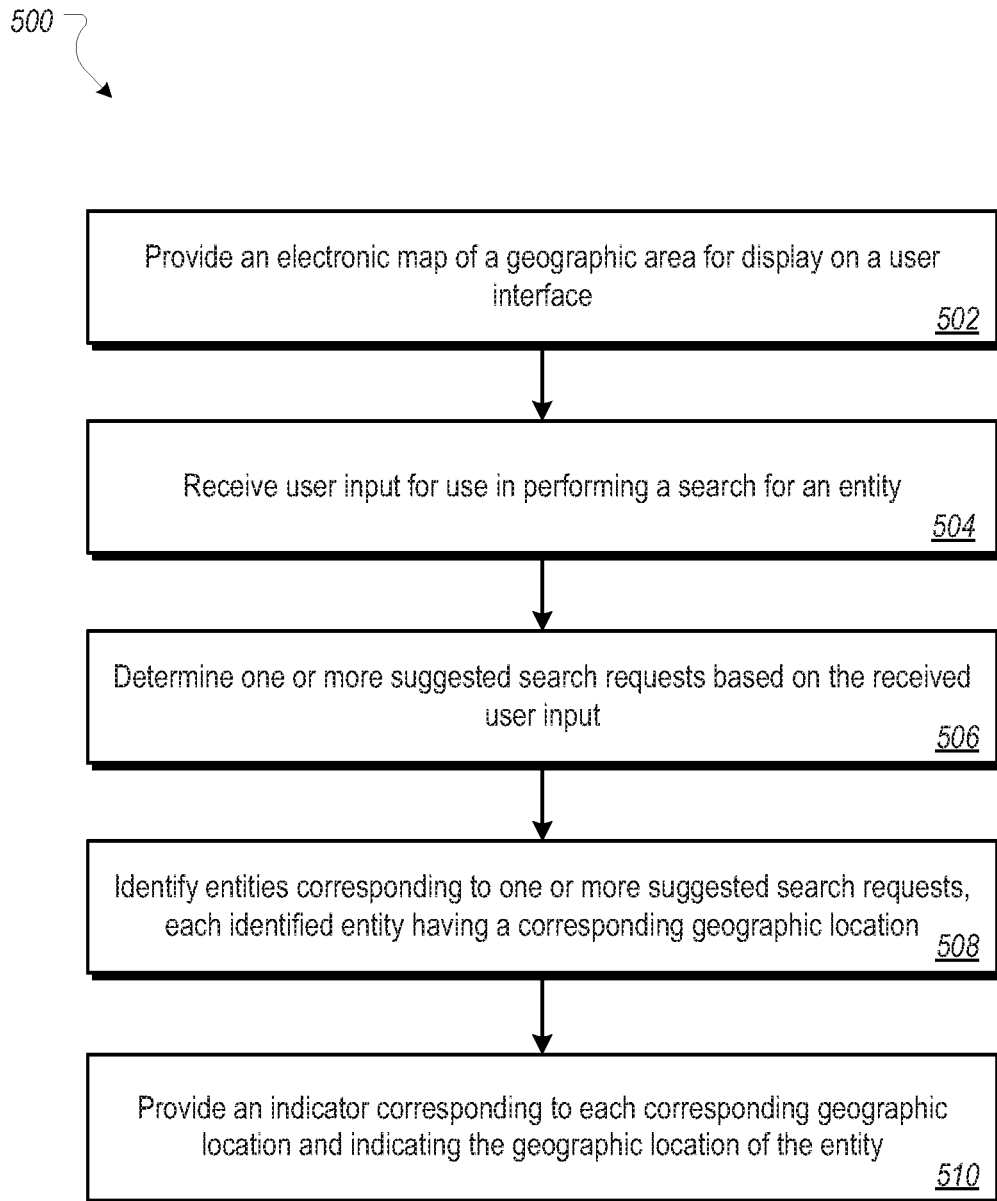 500
Provide an electronic map of a geographic area for display on a user
interface
502
Receive user input for use in performing a search for an entity
504
Determine one or more suggested search requests based on the received
user input
506
Identify entities corresponding to one or more suggested search requests,
each identified entity having a corresponding geographic location
508
Provide an indicator corresponding to each corresponding geographic
location and indicating the geographic location of the entity
510